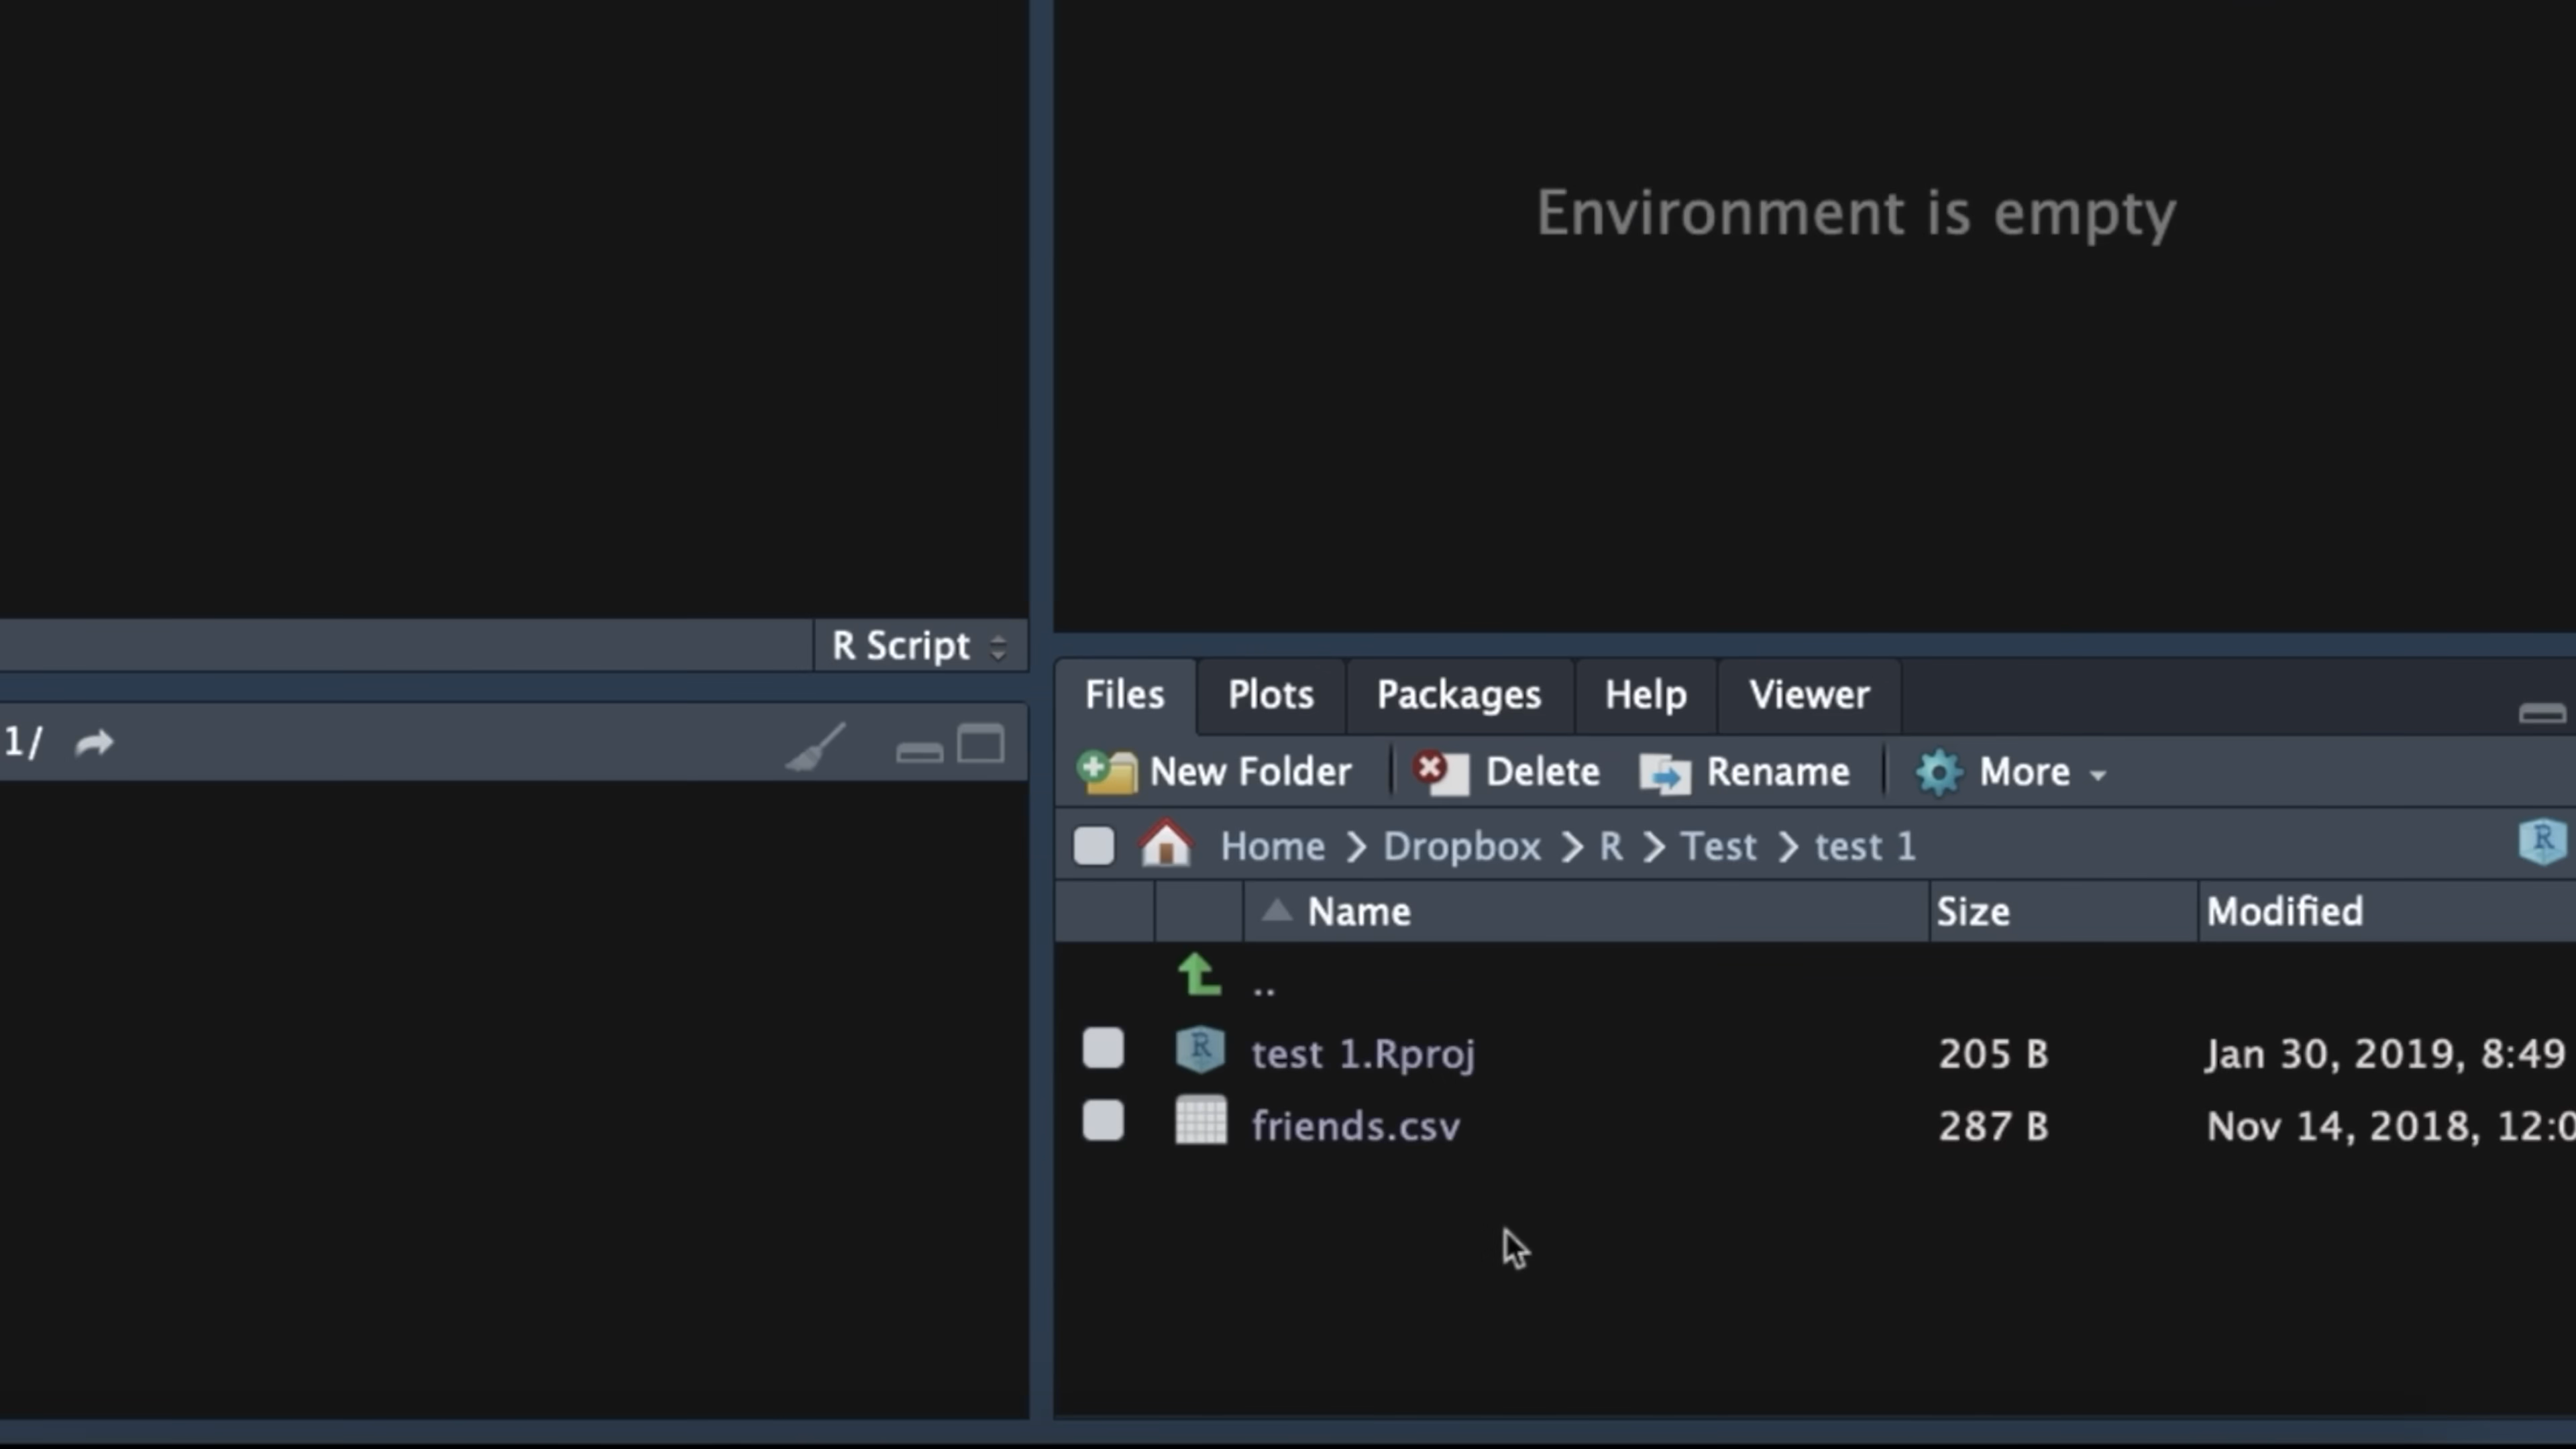 Environment is empty
R Script
1/
Files Plots Packages Help Viewer
New Folder Delete Rename More
Home > Dropbox > R > Test > test 1
Name Size Modified
..
test 1.Rproj 205 B Jan 30, 2019, 8:49
friends.csv 287 B Nov 14, 2018, 12:0